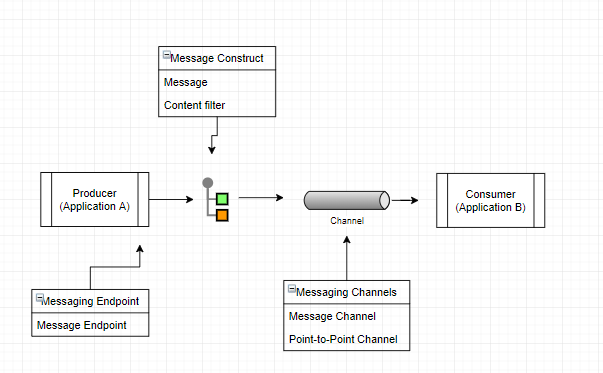 Message Construct
Message
Content filter
Producer
(Application A)
Channel
Consumer
(Application B)
Messaging Endpoint
Message Endpoint
Messaging Channels
Message Channel
Point-to-Point Channel